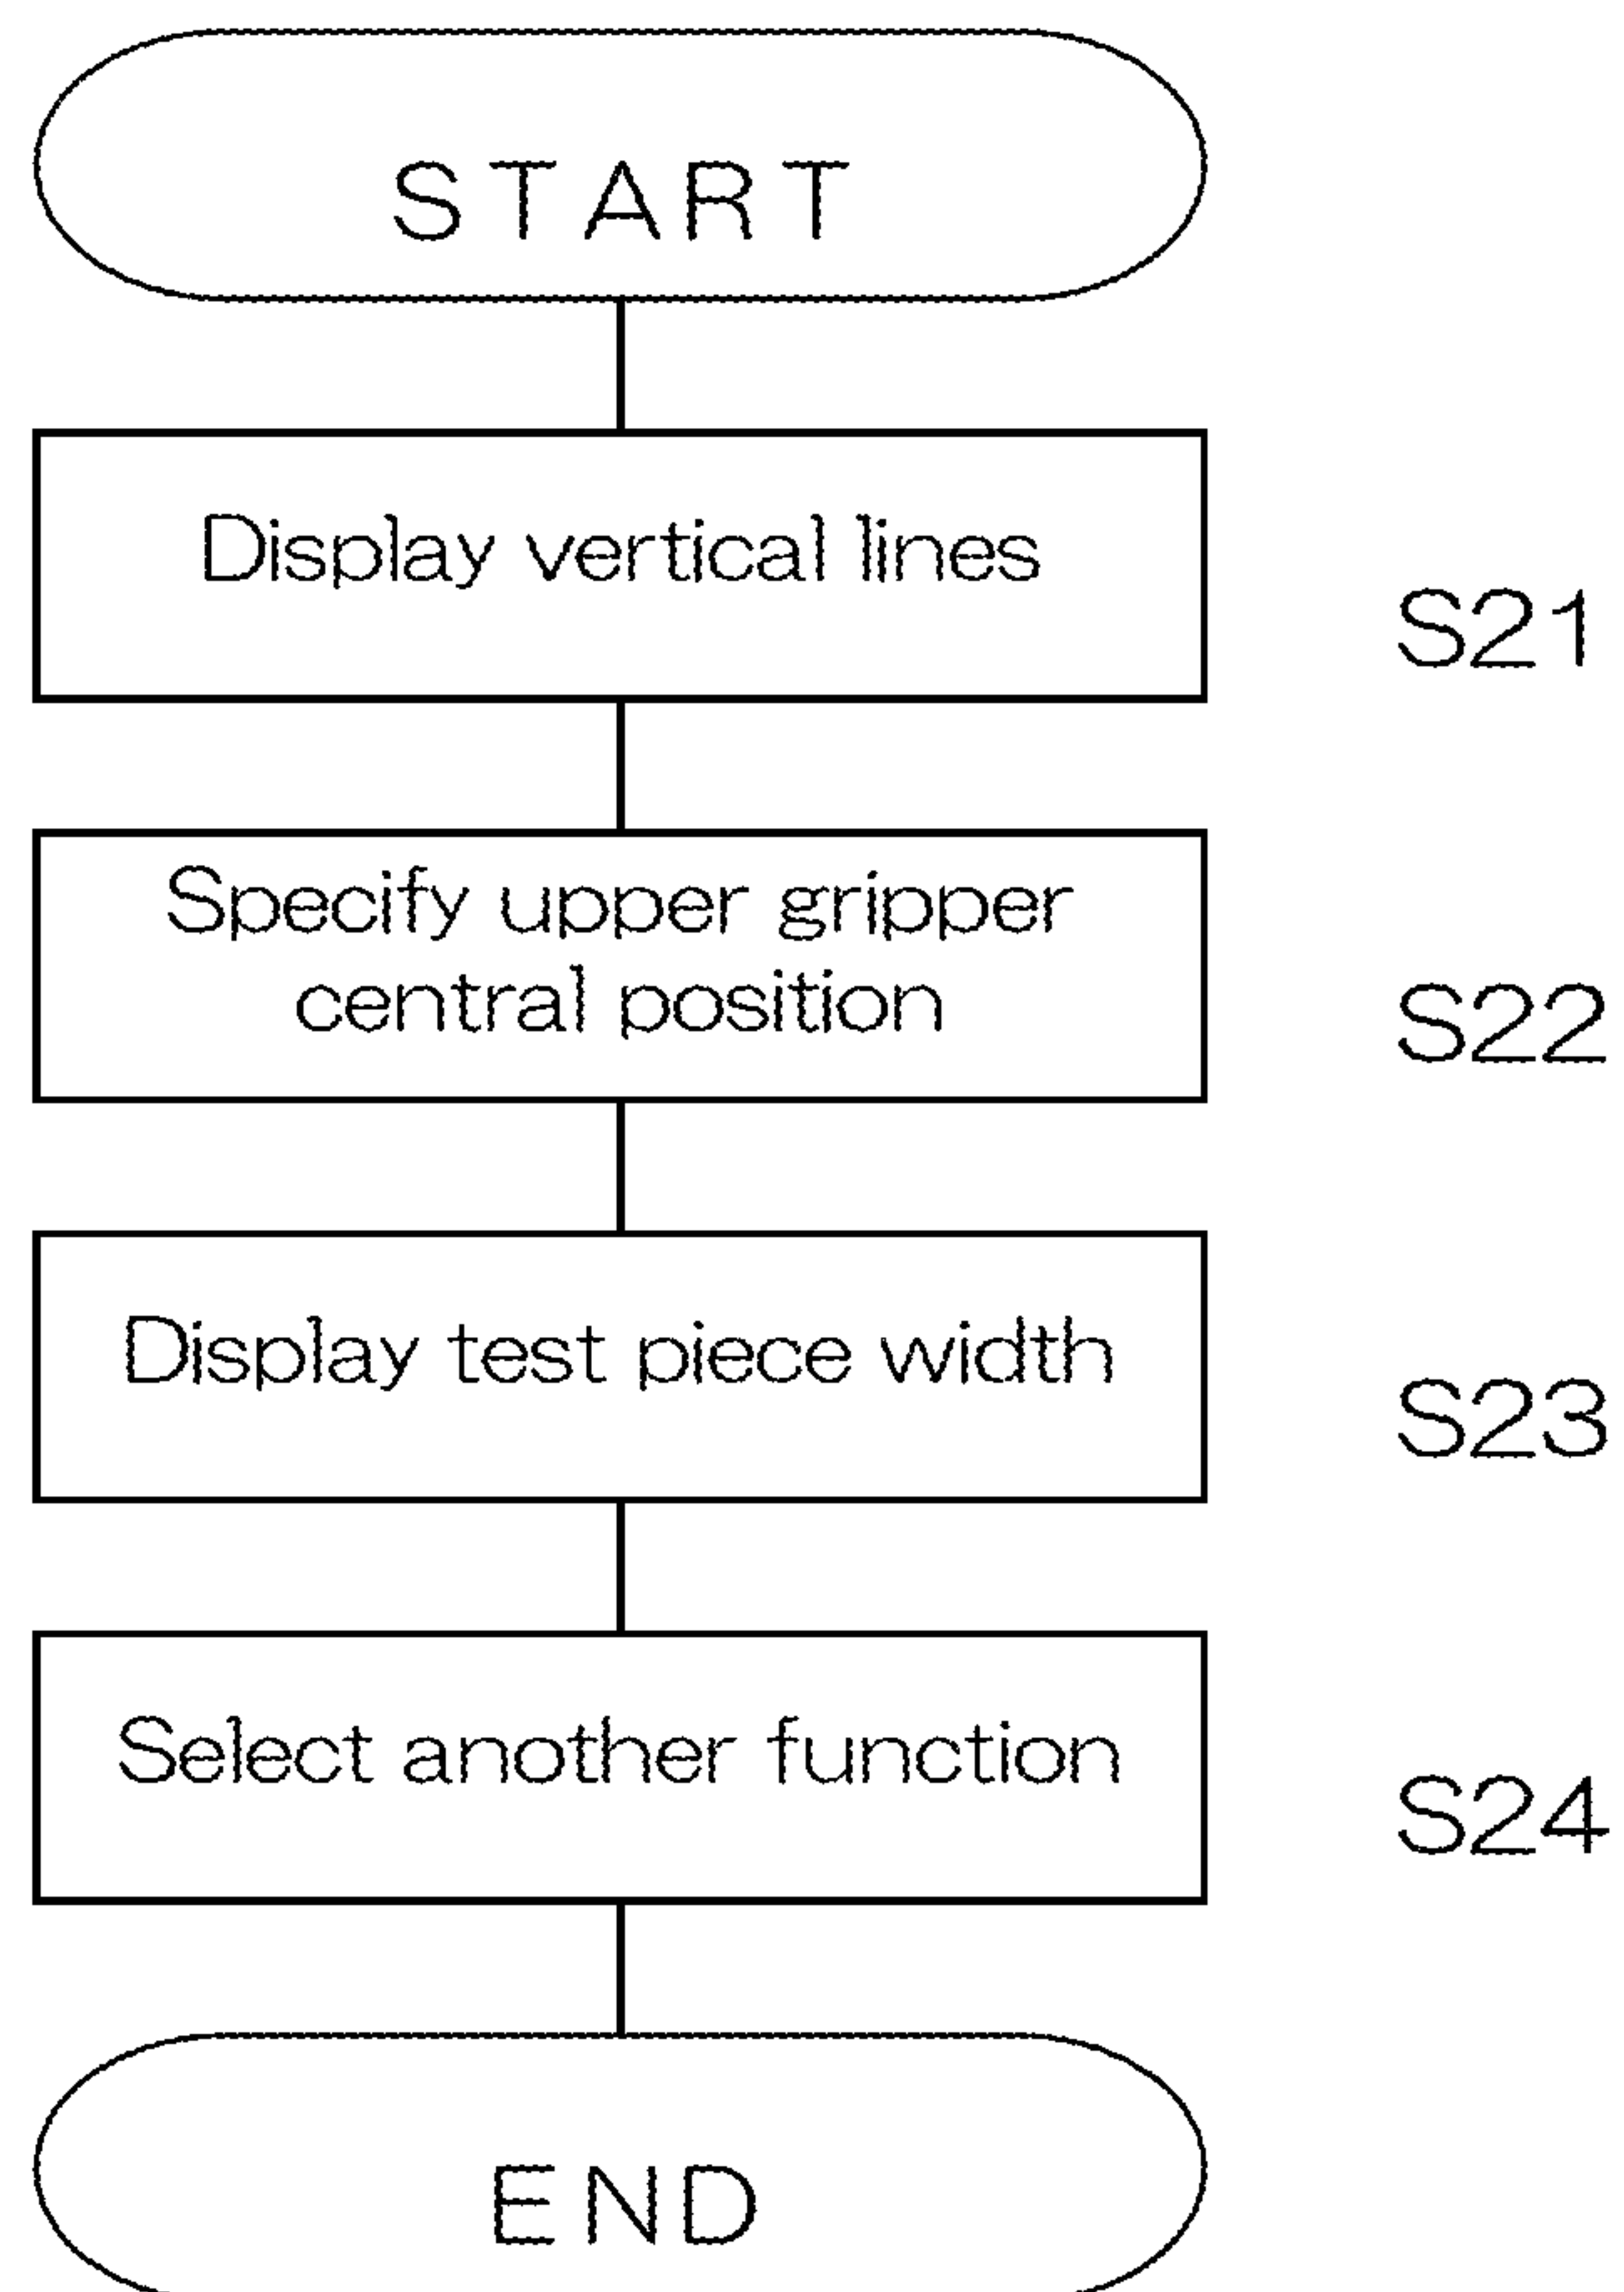 START
Display vertical lines
S21
Specify upper gripper
central position
S22
Display test piece width
S23
Select another function
S24
END